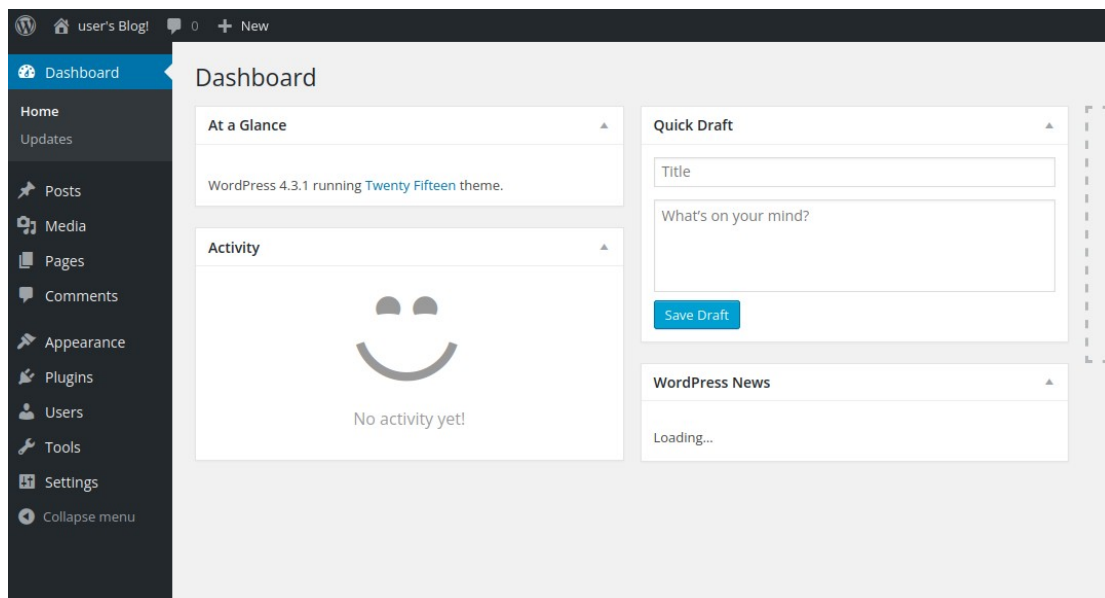 user's Blog! 0 New
Dashboard
Home
Updates
Posts
Media
Pages
Comments
Appearance
Plugins
Users
Tools
Settings
Collapse menu
Dashboard
At a Glance
WordPress 4.3.1 running Twenty Fifteen theme.
Activity
No activity yet!
Quick Draft
Title
What's on your mind?
Save Draft
WordPress News
Loading...